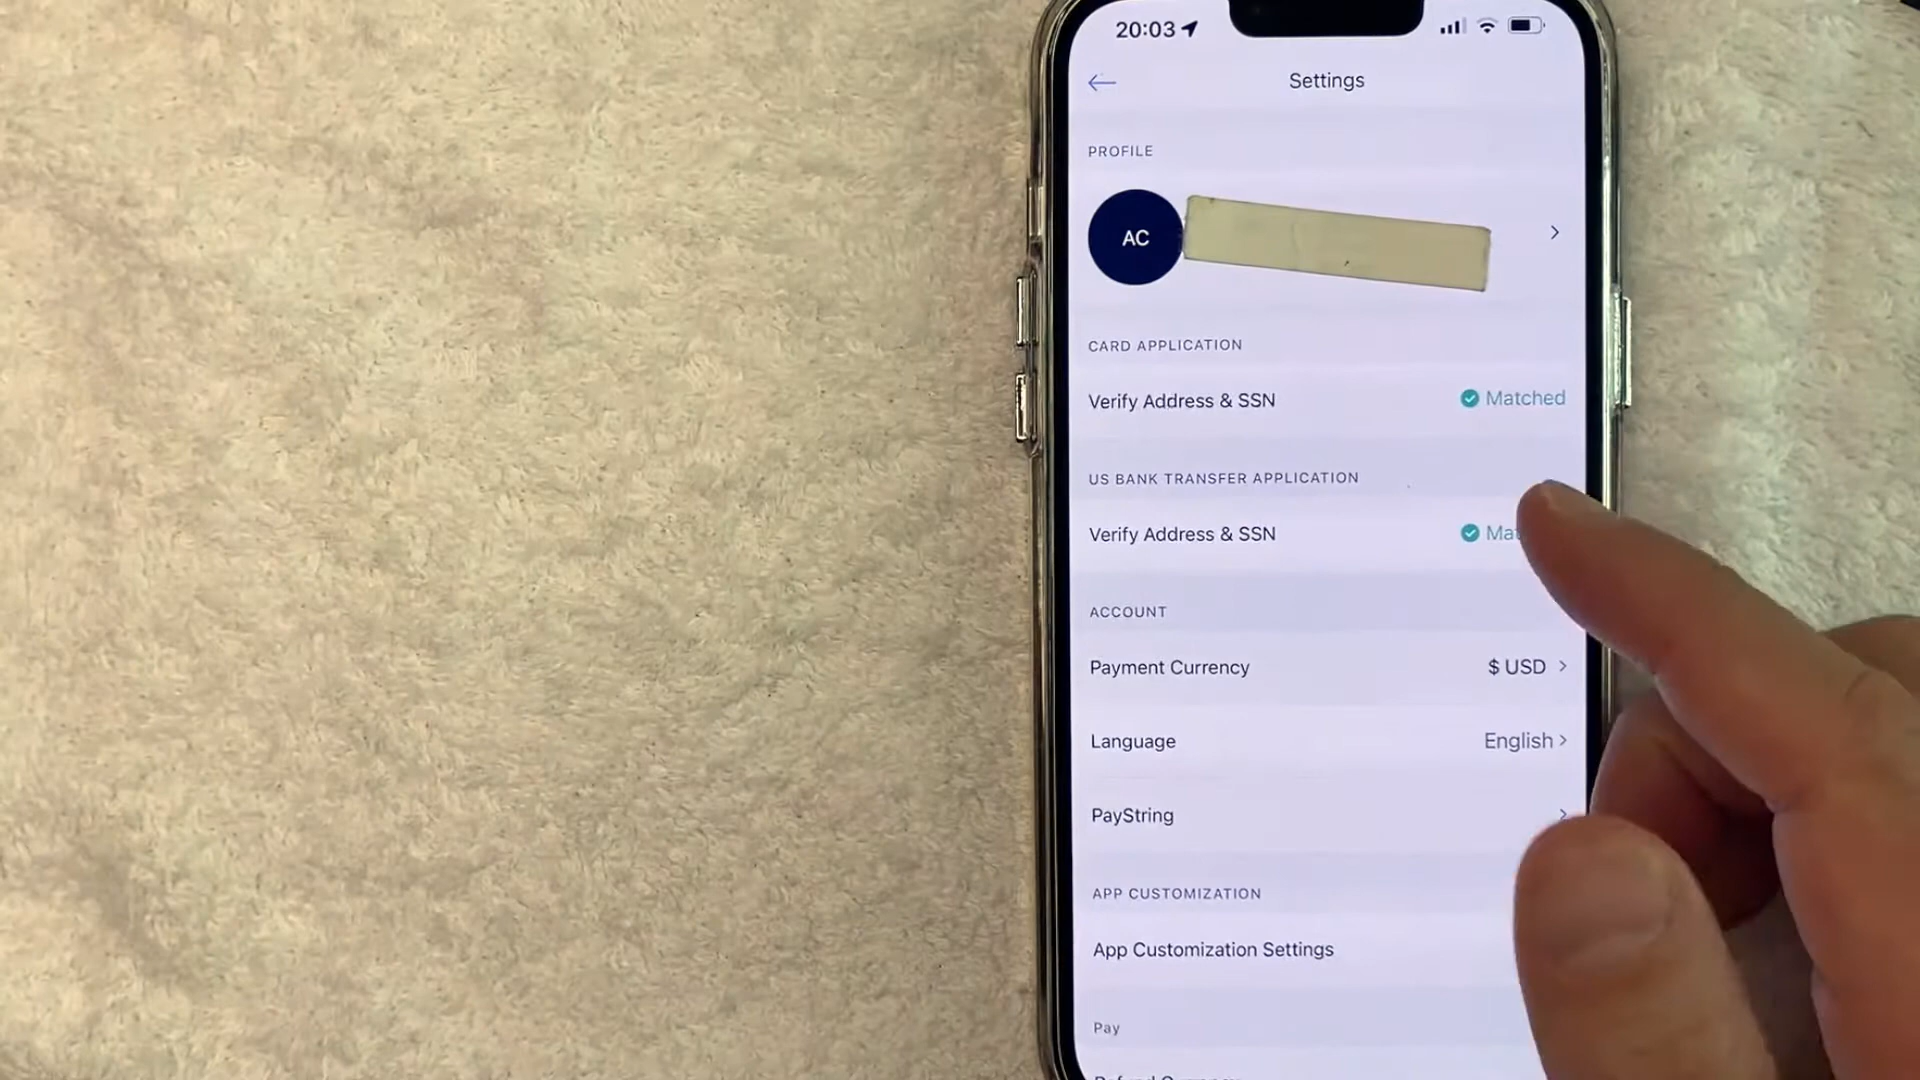 20:03
Settings
PROFILE
AC
CARD APPLICATION
Verify Address & SSN
Matched
US BANK TRANSFER APPLICATION
Verify Address & SSN
ACCOUNT
Payment Currency
$ USD
Language
English
PayString
APP CUSTOMIZATION
App Customization Settings
Pay